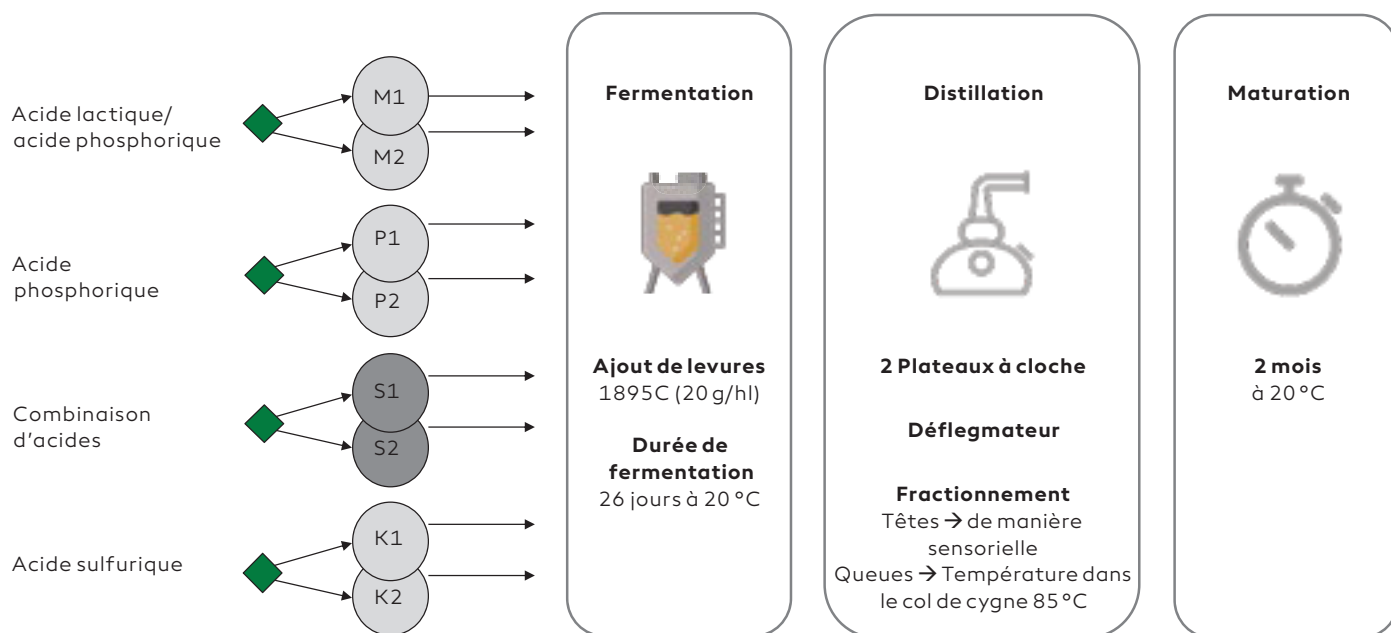 Acide lactique/
acide phosphorique
M1
M2
Acide
phosphorique
P1
P2
Combinaison
d'acides
S1
S2
Acide sulfurique
K1
K2
Fermentation
Ajout de levures
1895C (20 g/hl)
Durée de
fermentation
26 jours à 20 °C
Distillation
2 Plateaux à cloche
Déflegmateur
Fractionnement
Têtes → de manière
sensorielle
Queues → Température dans
le col de cygne 85 °C
Maturation
2 mois
à 20 °C